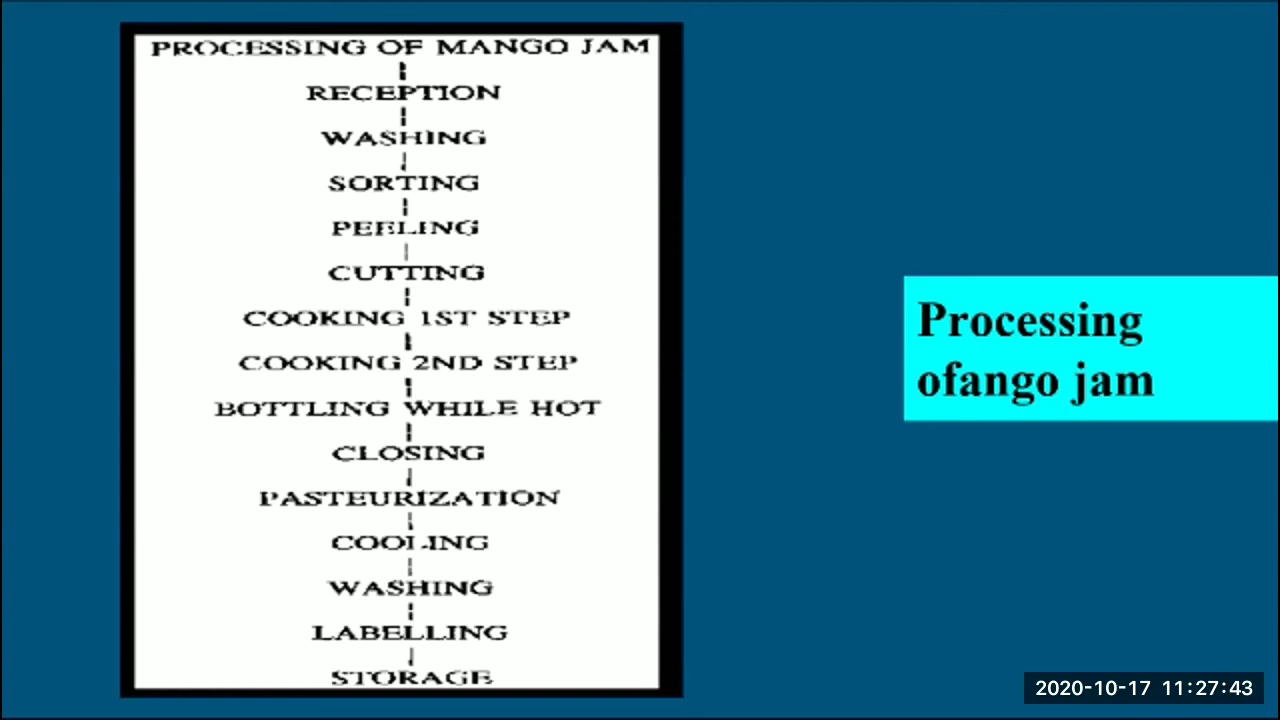 PROCESSING OF MANGO JAM
RECEPTION
WASHING
SORTING
PEELING
CUTTING
COOKING 1ST STEP
COOKING 2ND STEP
BOTTLING WHILE HOT
CLOSING
PASTEURIZATION
COOLING
WASHING
LABELLING
STORAGE
Processing
ofango jam
2020-10-17 11:27:43